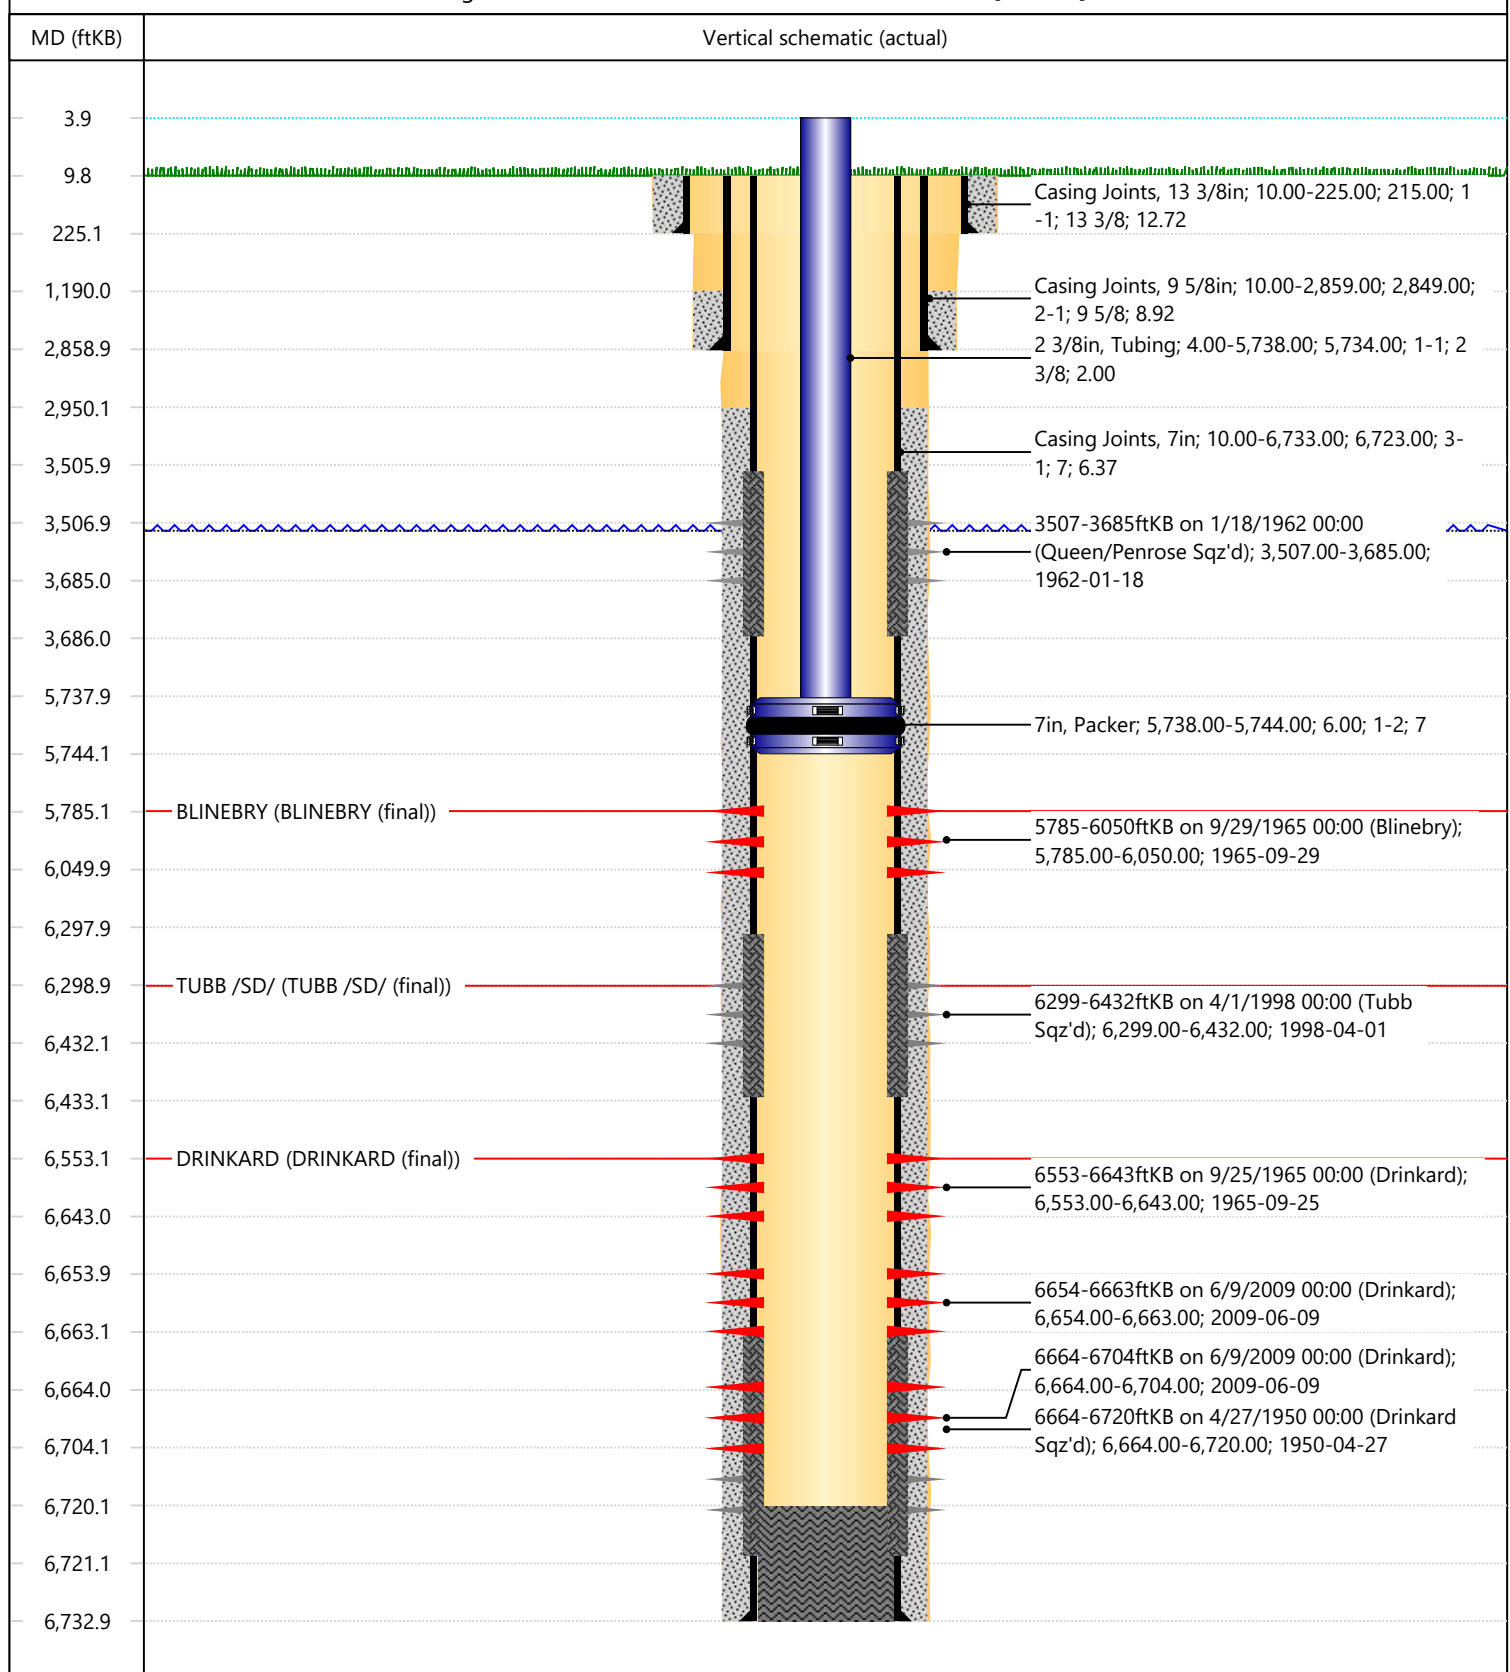 MD (ftKB)
Vertical schematic (actual)
3.9
9.8
Casing Joints, 13 3/8in; 10.00-225.00; 215.00; 1
-1; 13 3/8; 12.72
225.1
1,190.0
Casing Joints, 9 5/8in; 10.00-2,859.00; 2,849.00;
2-1; 9 5/8; 8.92
2 3/8in, Tubing; 4.00-5,738.00; 5,734.00; 1-1; 2
3/8; 2.00
2,858.9
2,950.1
Casing Joints, 7in; 10.00-6,733.00; 6,723.00; 3-
1; 7; 6.37
3,505.9
3,506.9
3507-3685ftKB on 1/18/1962 00:00
(Queen/Penrose Sqz'd); 3,507.00-3,685.00;
1962-01-18
3,685.0
3,686.0
5,737.9
7in, Packer; 5,738.00-5,744.00; 6.00; 1-2; 7
5,744.1
5,785.1
BLINEBRY (BLINEBRY (final))
5785-6050ftKB on 9/29/1965 00:00 (Blinebry);
5,785.00-6,050.00; 1965-09-29
6,049.9
6,297.9
6,298.9
TUBB /SD/ (TUBB /SD/ (final))
6299-6432ftKB on 4/1/1998 00:00 (Tubb
Sqz'd); 6,299.00-6,432.00; 1998-04-01
6,432.1
6,433.1
6,553.1
DRINKARD (DRINKARD (final))
6553-6643ftKB on 9/25/1965 00:00 (Drinkard);
6,553.00-6,643.00; 1965-09-25
6,643.0
6,653.9
6654-6663ftKB on 6/9/2009 00:00 (Drinkard);
6,654.00-6,663.00; 2009-06-09
6,663.1
6664-6704ftKB on 6/9/2009 00:00 (Drinkard);
6,664.00-6,704.00; 2009-06-09
6,664.0
6664-6720ftKB on 4/27/1950 00:00 (Drinkard
Sqz'd); 6,664.00-6,720.00; 1950-04-27
6,704.1
6,720.1
6,721.1
6,732.9